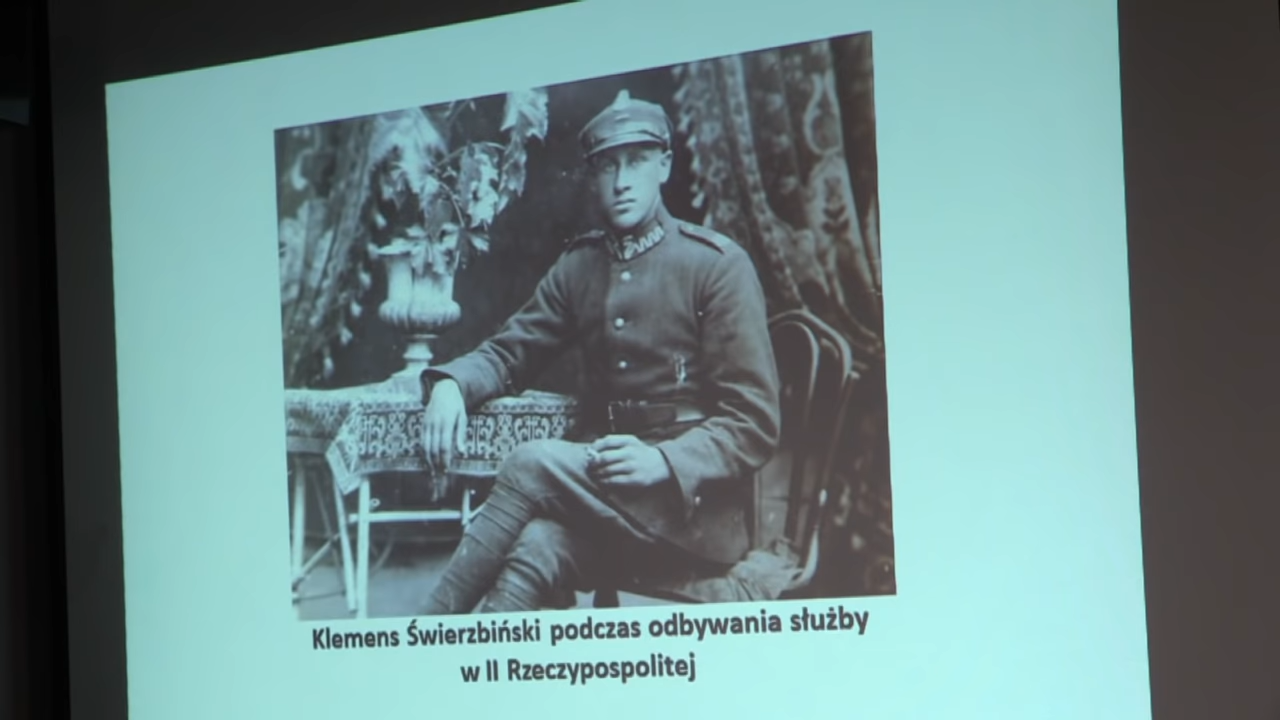 Klemens Świerzbiński podczas odbywania służby
w II Rzeczypospolitej